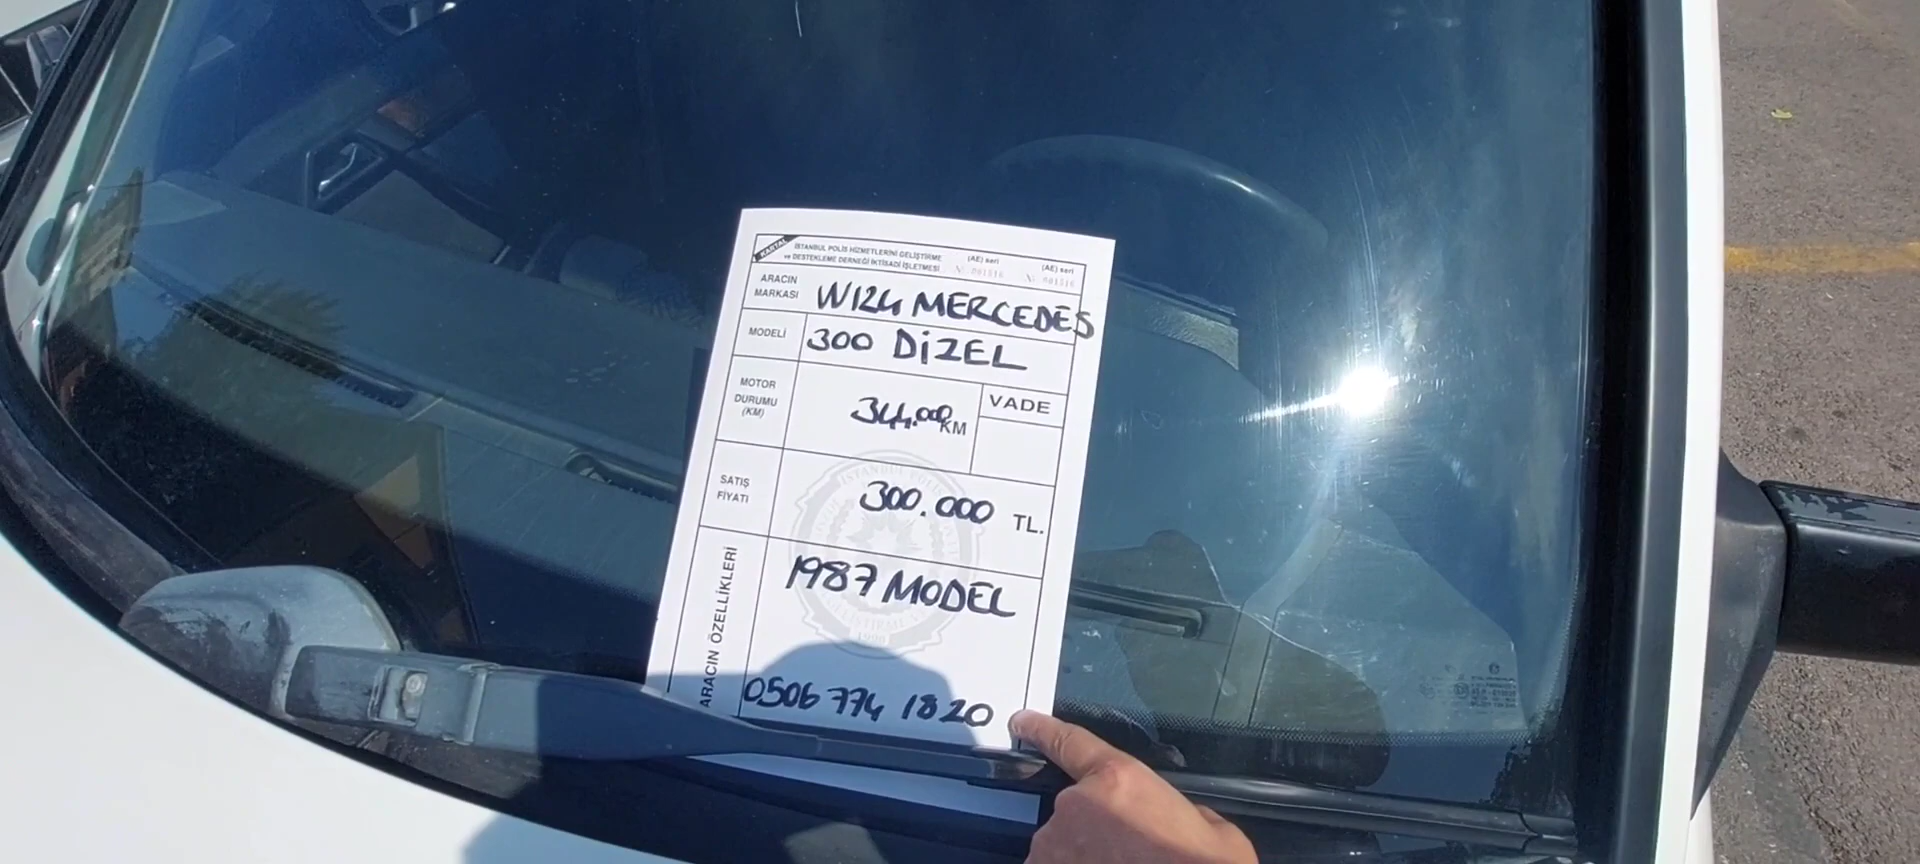 KARTAL
İSTANBUL POLİS HİZMETLERİNİ GELİŞTİRME
ve DESTEKLEME DERNEĞİ İKTİSADİ İŞLETMESİ
(AE) seri
(AE) seri
ARACIN
MARKASI
W124 MERCEDES
MODELİ
300 DİZEL
MOTOR
DURUMU
(KM)
344.000 KM
VADE
SATIŞ
FİYATI
300.000 TL.
ARACIN ÖZELLİKLERİ
1987 MODEL
0506 774 1820